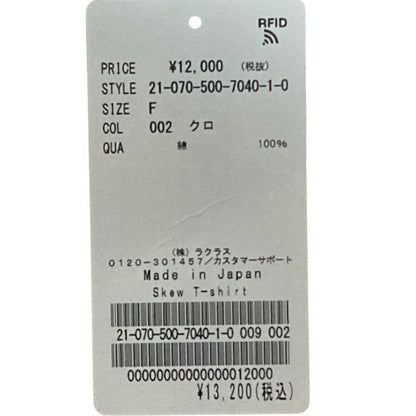 RFID
PRICE ¥12,000 (税抜)
STYLE 21-070-500-7040-1-0
SIZE F
COL 002 クロ
QUA 綿 100%
(株) ラクラス
0120-301457/カスタマーサポート
Made in Japan
Skew T-shirt
21-070-500-7040-1-0 009 002
00000000000000012000
¥13,200(税込)